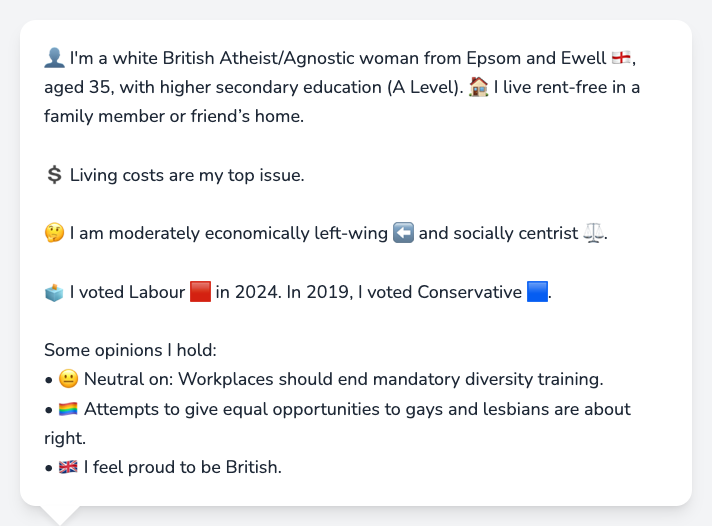 👤 I'm a white British Atheist/Agnostic woman from Epsom and Ewell 🏴󠁧󠁢󠁥󠁮󠁧󠁿,
aged 35, with higher secondary education (A Level). 🏠 I live rent-free in a
family member or friend’s home.
💲 Living costs are my top issue.
🤔 I am moderately economically left-wing ⬅️ and socially centrist ⚖️.
🗳️ I voted Labour 🟥 in 2024. In 2019, I voted Conservative 🟦.
Some opinions I hold:
• 😐 Neutral on: Workplaces should end mandatory diversity training.
• 🏳️‍🌈 Attempts to give equal opportunities to gays and lesbians are about
right.
• 🇬🇧 I feel proud to be British.